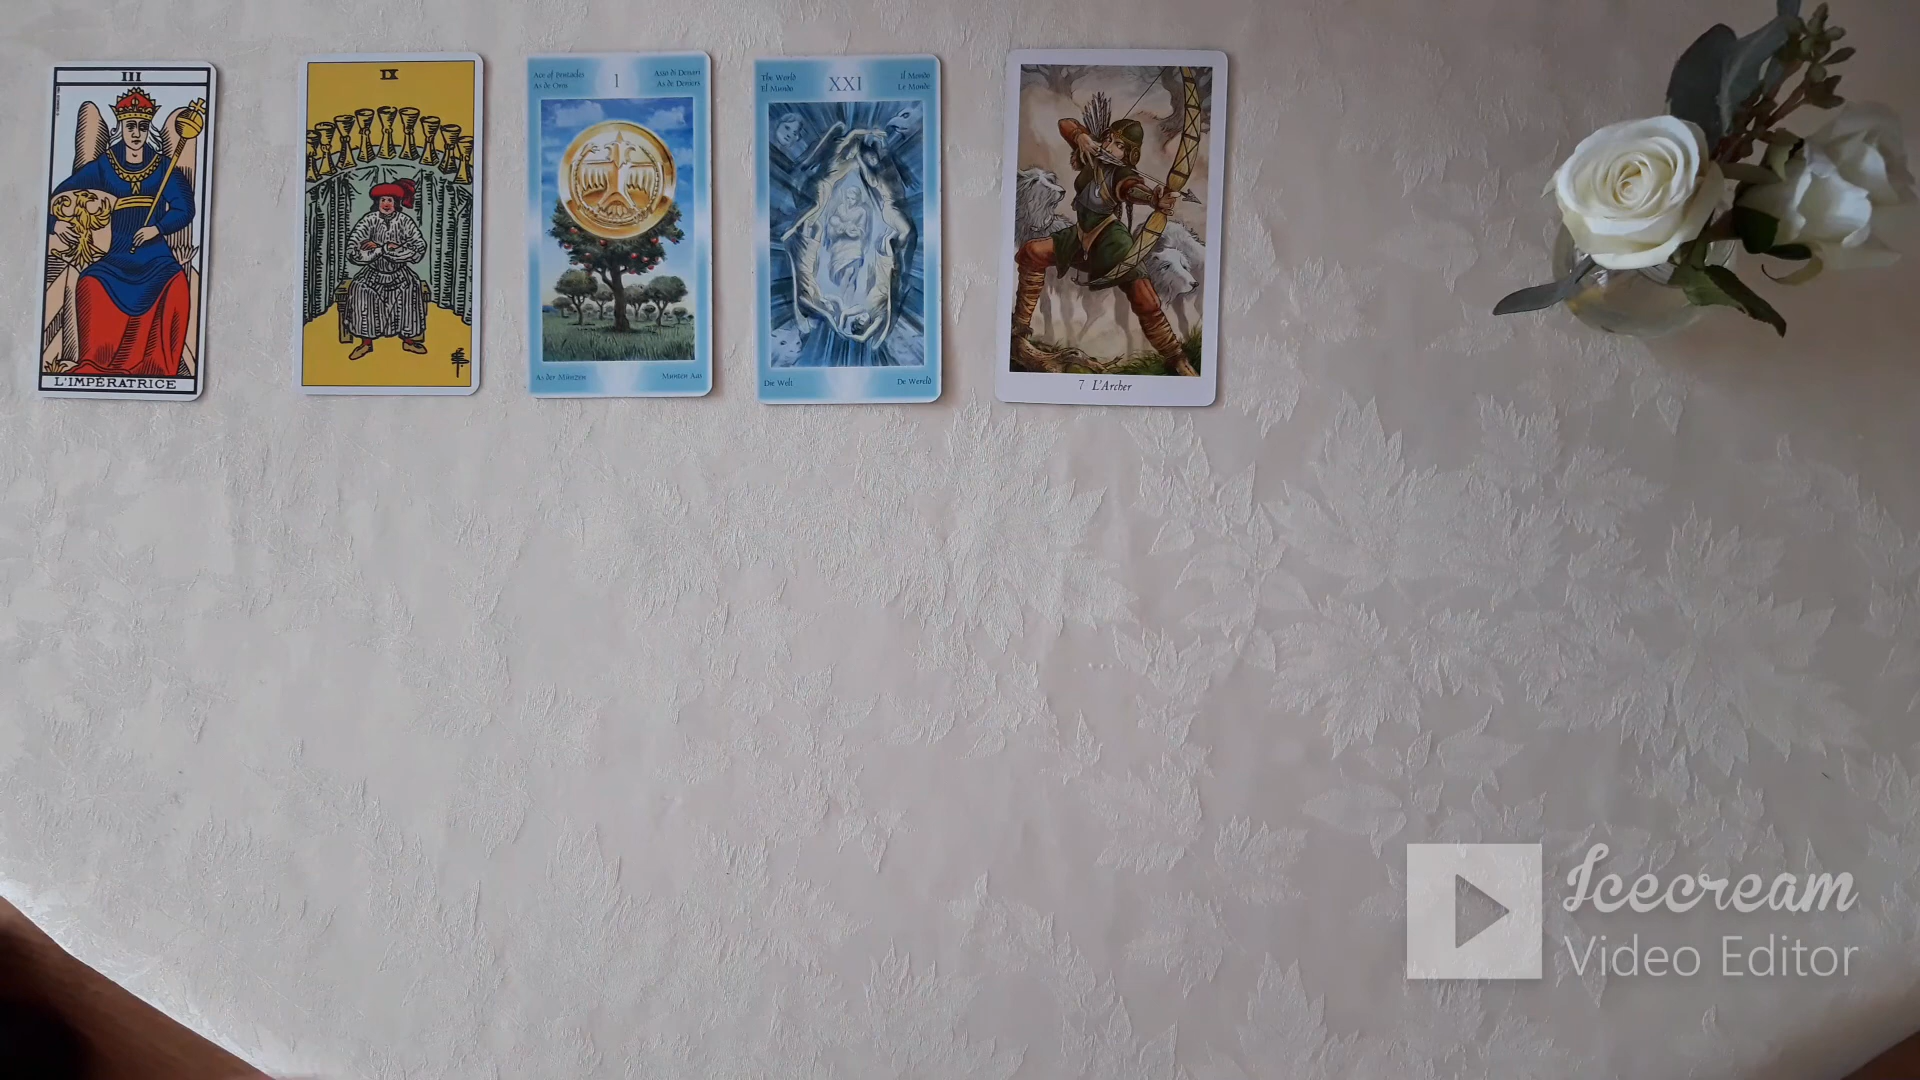 III
L'IMPÉRATRICE
IX
Ace of Pentacles
As de Oros
1
Asso di Denari
As de Deniers
As der Münzen
Munten Aas
The World
El Mundo
XXI
Il Mondo
Le Monde
Die Welt
De Wereld
7 L'Archer
Icecream
Video Editor